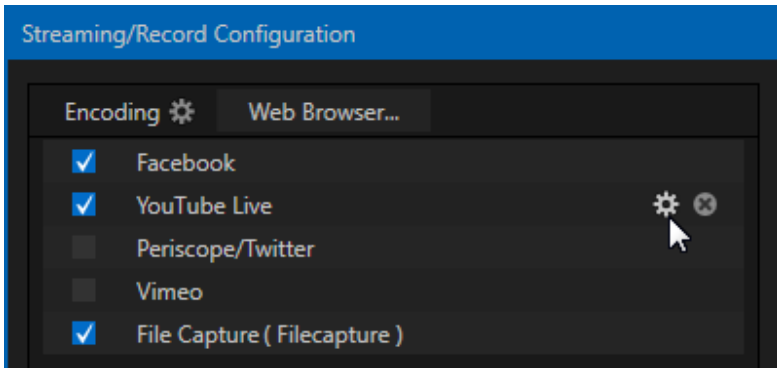 Streaming/Record Configuration
Encoding Web Browser...
Facebook
YouTube Live
Periscope/Twitter
Vimeo
File Capture ( Filecapture )